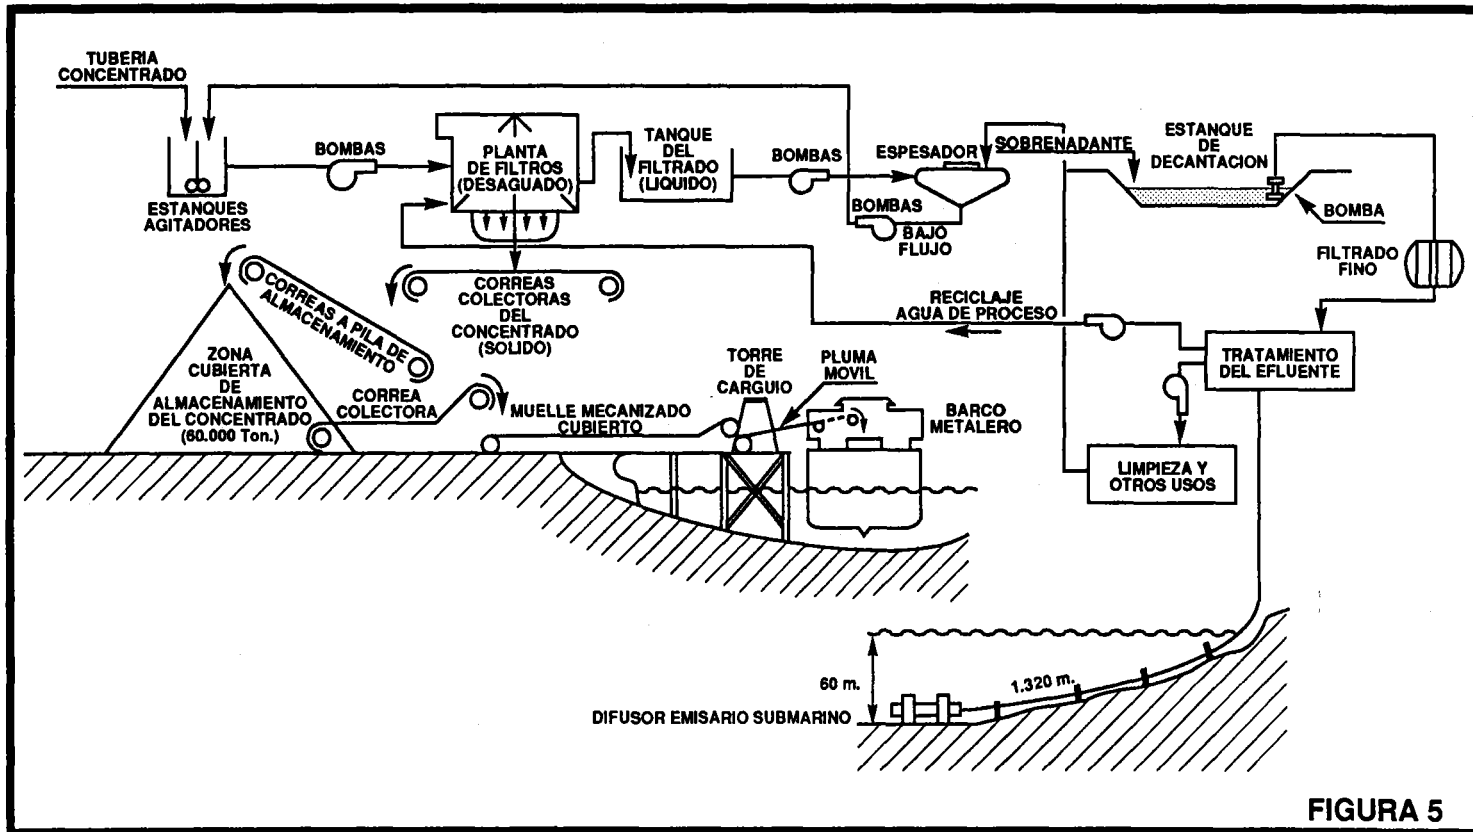 TUBERIA
CONCENTRADO
ESTANQUES
AGITADORES
BOMBAS
PLANTA
DE FILTROS
(DESAGUADO)
TANQUE
DEL
FILTRADO
(LIQUIDO)
BOMBAS
ESPESADOR
SOBRENADANTE
ESTANQUE
DE
DECANTACION
BOMBA
BOMBAS
BAJO
FLUJO
FILTRADO
FINO
CORREAS A PILA DE
ALMACENAMIENTO
CORREAS
COLECTORAS
DEL
CONCENTRADO
(SOLIDO)
RECICLAJE
AGUA DE PROCESO
TRATAMIENTO
DEL EFLUENTE
ZONA
CUBIERTA
DE
ALMACENAMIENTO
DEL CONCENTRADO
(60.000 Ton.)
CORREA
COLECTORA
MUELLE MECANIZADO
CUBIERTO
TORRE
DE
CARGUIO
PLUMA
MOVIL
BARCO
METALERO
LIMPIEZA Y
OTROS USOS
60 m.
1.320 m.
DIFUSOR EMISARIO SUBMARINO
FIGURA 5